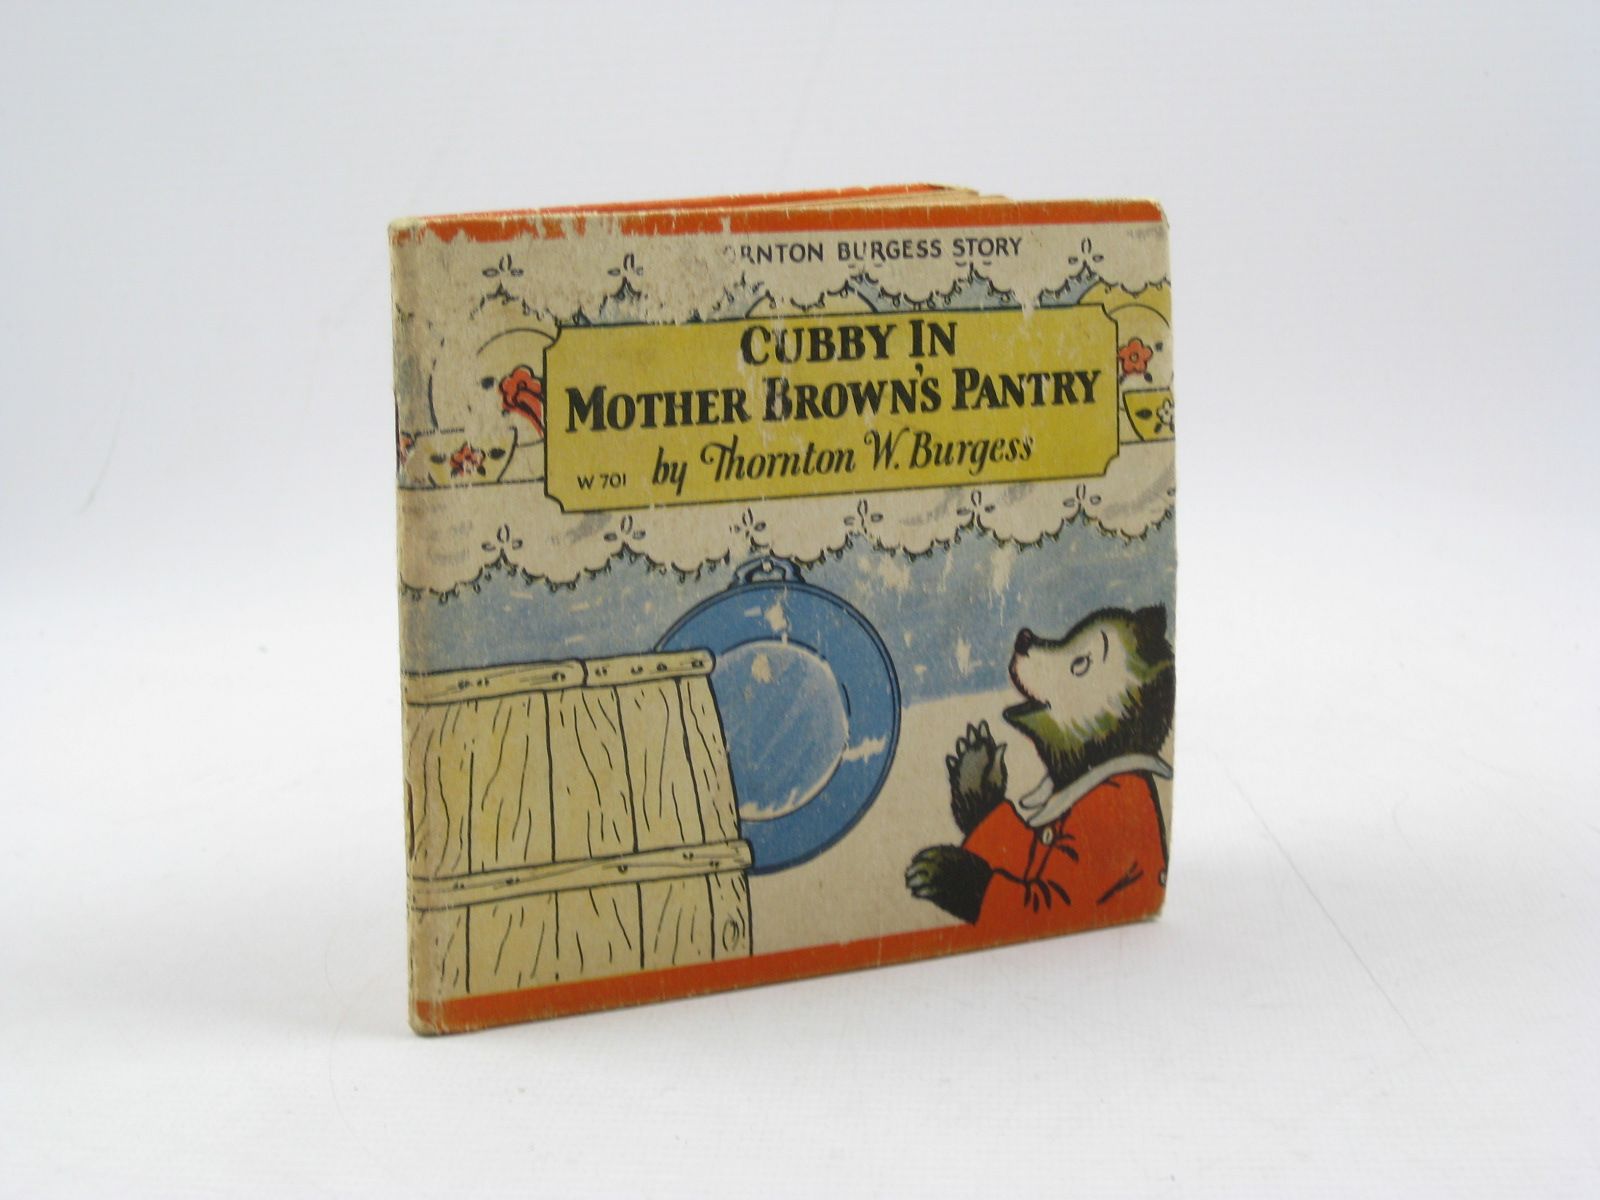 RNTON BURGESS STORY
CUBBY IN
MOTHER BROWN'S PANTRY
by Thornton W. Burgess
W 701